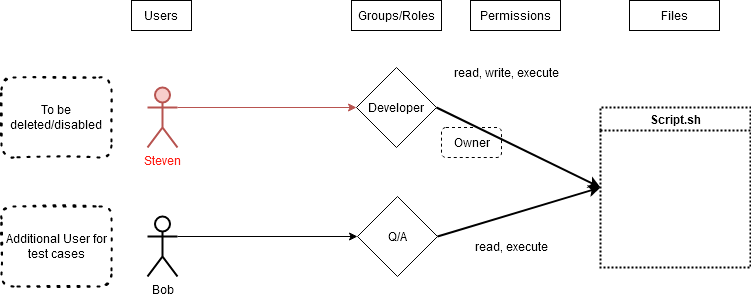 Users
Groups/Roles
Permissions
Files
To be
deleted/disabled
Steven
Developer
read, write, execute
Owner
Script.sh
Additional User for
test cases
Bob
Q/A
read, execute